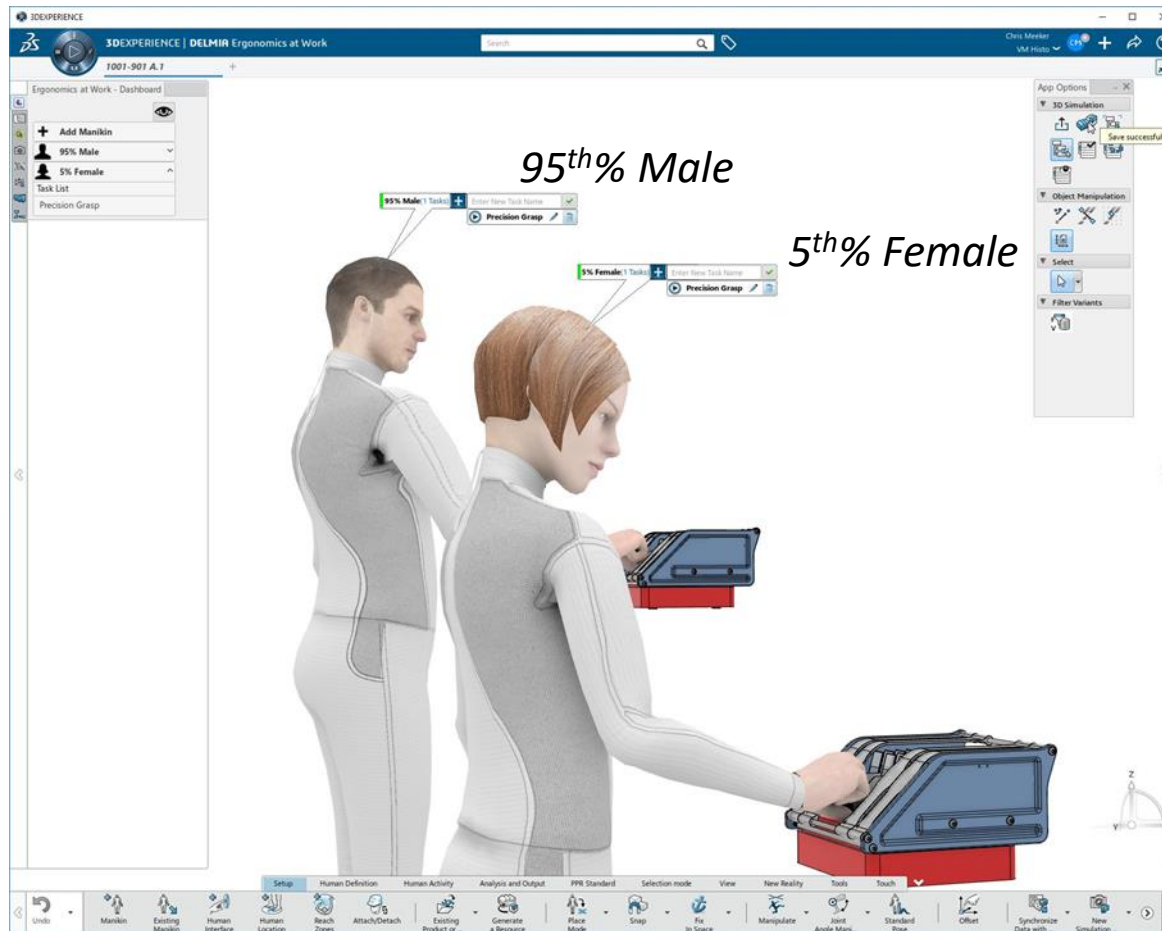 3DEXPERIENCE
3DEXPERIENCE | DELMIA Ergonomics at Work
Search
Chris Meeker
VM Histo
CM
1001-901 A.1
+
Ergonomics at Work - Dashboard
Add Manikin
95% Male
5% Female
Task List
Precision Grasp
95th% Male
95% Male(1 Tasks)
Enter New Task Name
Precision Grasp
5th% Female
5% Female(1 Tasks)
Enter New Task Name
Precision Grasp
App Options
3D Simulation
Save successful
Object Manipulation
Select
Filter Variants
Z
Y
Setup Human Definition Human Activity Analysis and Output PPR Standard Selection mode View New Reality Tools Touch
Undo
Manikin
Existing Manikin
Human Interface
Human Location
Reach Zones
Attach/Detach
Existing Product or...
Generate a Resource
Place Mode
Snap
Fix In Space
Manipulate
Joint Angle Mani...
Standard Pose
Offset
Synchronize Data with...
New Simulation...